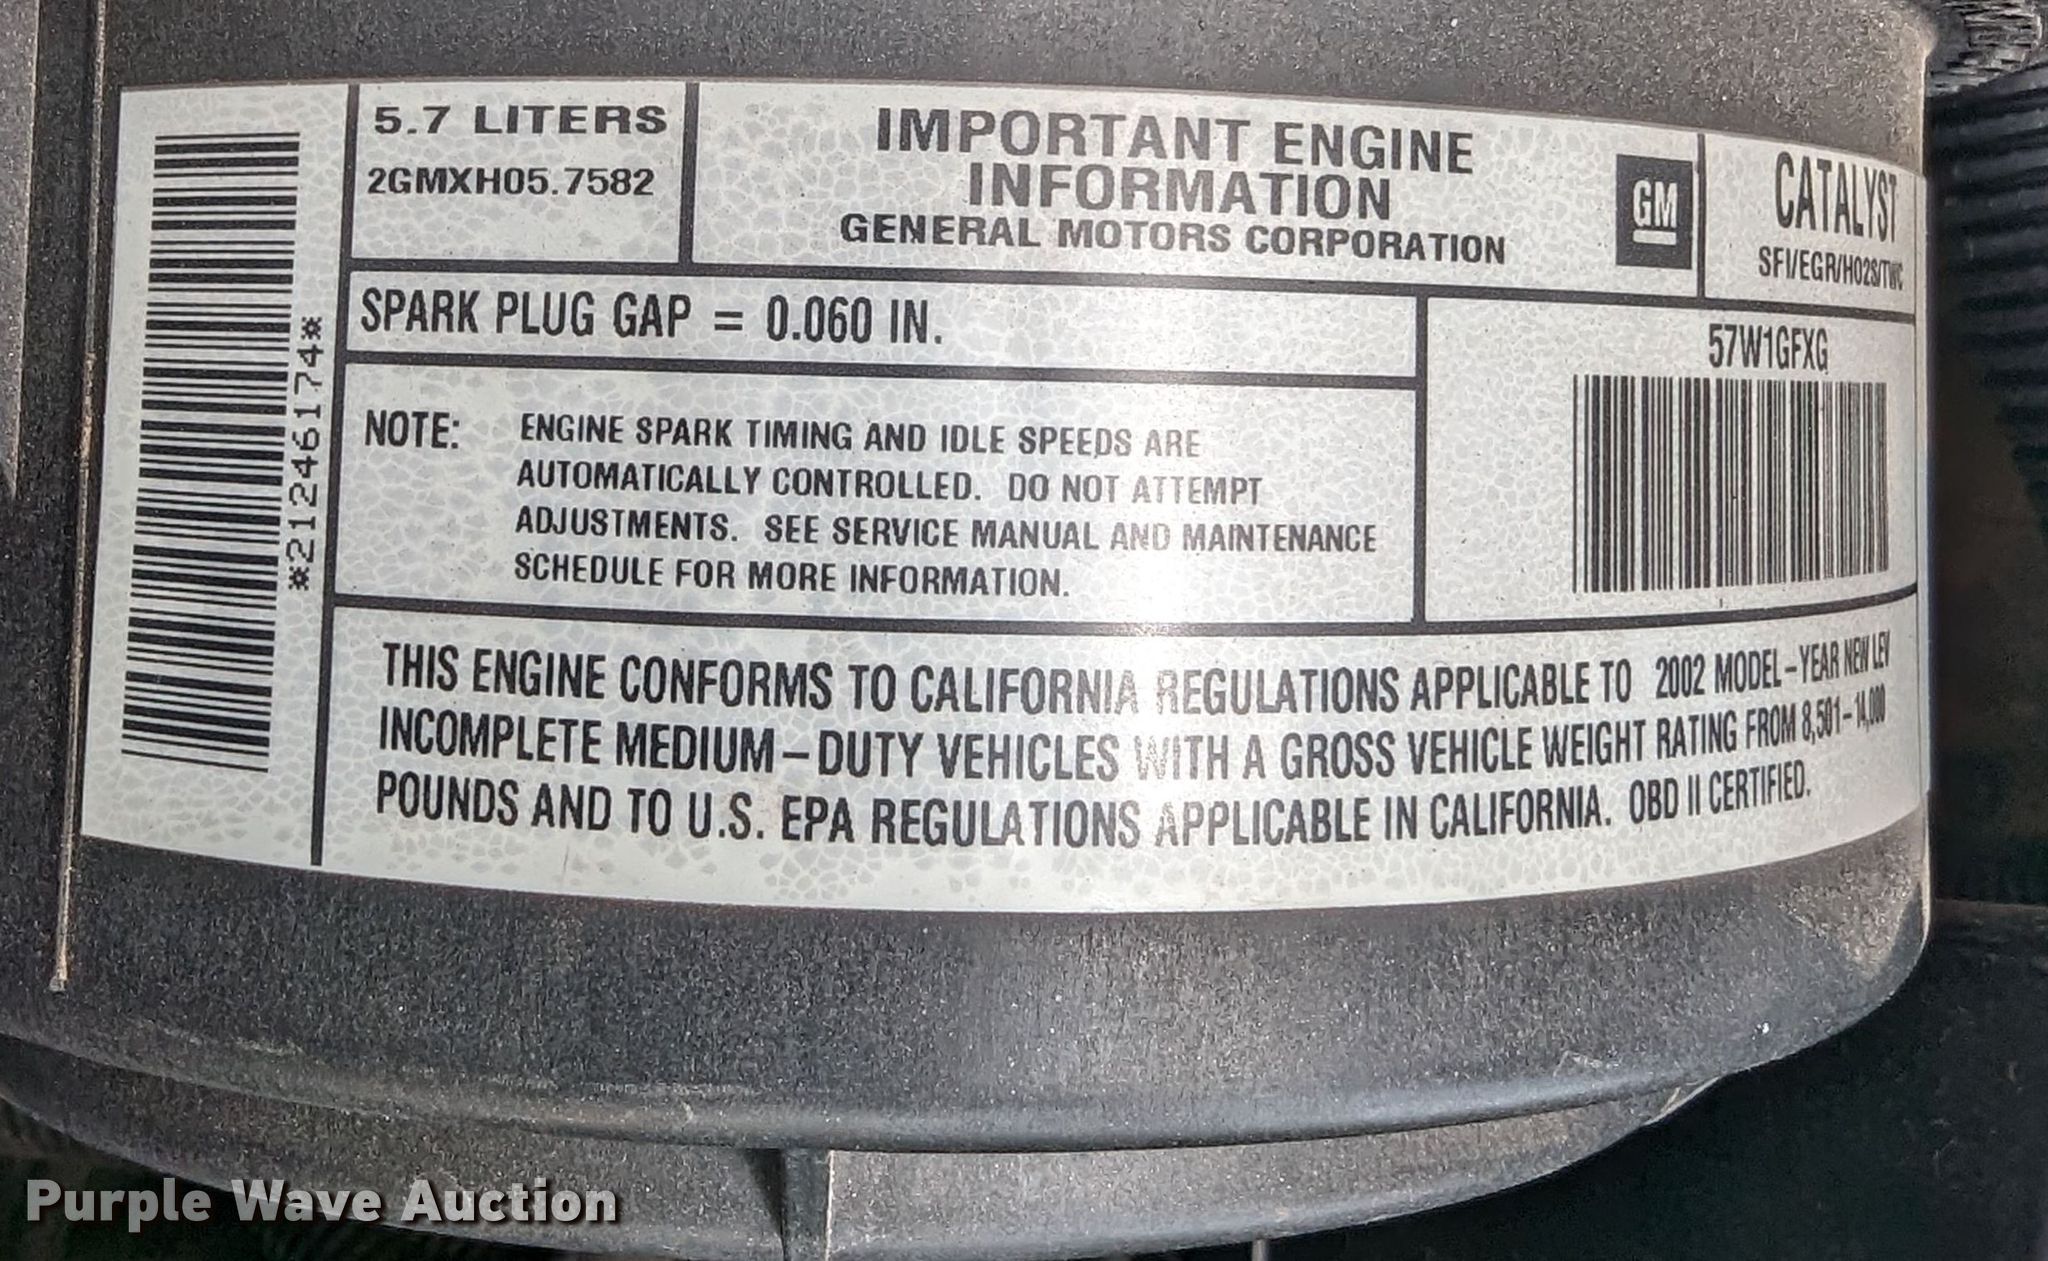 5.7 LITERS
2GMXH05.7582
IMPORTANT ENGINE
INFORMATION
GENERAL MOTORS CORPORATION
GM
CATALYST
SFI/EGR/HO2S/TWC
*21246174*
SPARK PLUG GAP = 0.060 IN.
57W1GFXG
NOTE: ENGINE SPARK TIMING AND IDLE SPEEDS ARE
AUTOMATICALLY CONTROLLED. DO NOT ATTEMPT
ADJUSTMENTS. SEE SERVICE MANUAL AND MAINTENANCE
SCHEDULE FOR MORE INFORMATION.
THIS ENGINE CONFORMS TO CALIFORNIA REGULATIONS APPLICABLE TO 2002 MODEL-YEAR NEW LEV
INCOMPLETE MEDIUM-DUTY VEHICLES WITH A GROSS VEHICLE WEIGHT RATING FROM 8,501-14,000
POUNDS AND TO U.S. EPA REGULATIONS APPLICABLE IN CALIFORNIA. OBD II CERTIFIED.
Purple Wave Auction